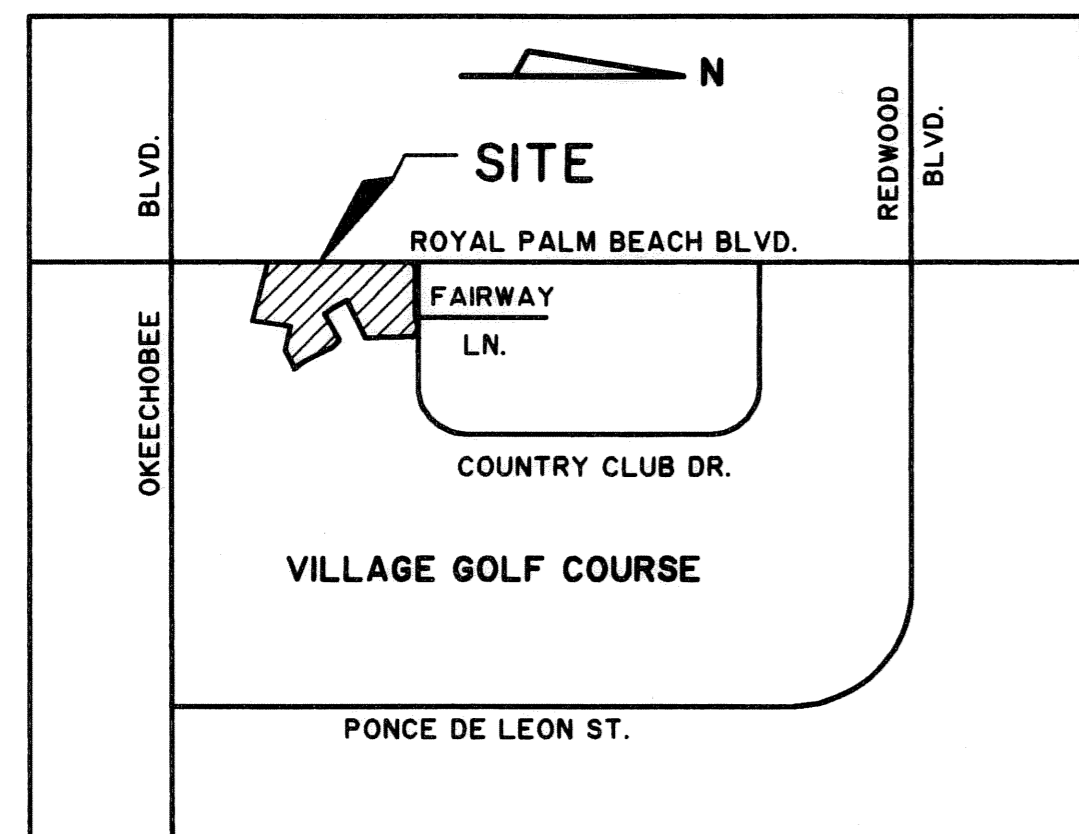 N
SITE
REDWOOD
BLVD.
BLVD.
OKEECHOBEE
ROYAL PALM BEACH BLVD.
FAIRWAY
LN.
COUNTRY CLUB DR.
VILLAGE GOLF COURSE
PONCE DE LEON ST.